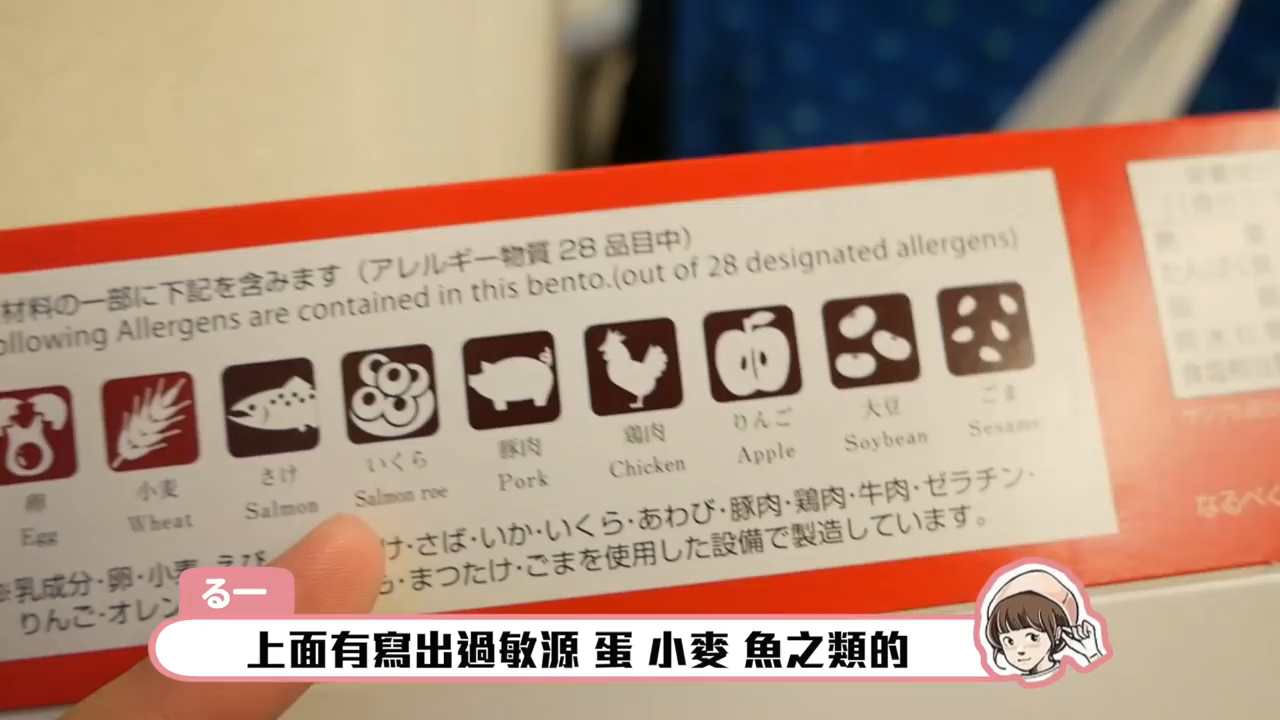 材料の一部に下記を含みます（アレルギー物質 28 品目中）
ollowing Allergens are contained in this bento.(out of 28 designated allergens)
卵 小麦 さけ いくら 豚肉 鶏肉 りんご 大豆 ごま
Egg Wheat Salmon Salmon roe Pork Chicken Apple Soybean Sesame
※乳成分・卵・小麦 えび け・さば・いか・いくら・あわび・豚肉・鶏肉・牛肉・ゼラチン・
りんご・オレン も・まつたけ・ごまを使用した設備で製造しています。
なるべく
るー
上面有寫出過敏源 蛋 小麥 魚之類的